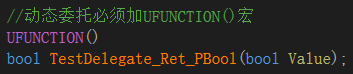 //动态委托必须加UFUNCTION()宏
UFUNCTION()
bool TestDelegate_Ret_PBool(bool Value);